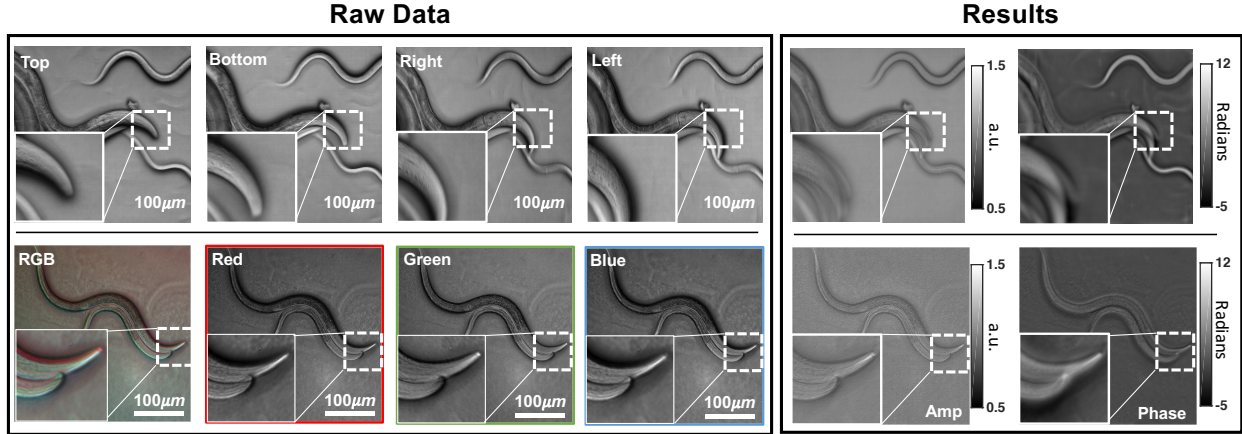 Raw Data
Results
Top
Bottom
Right
Left
100μm
100μm
100μm
100μm
1.5
a.u.
0.5
12
Radians
-5
RGB
Red
Green
Blue
100μm
100μm
100μm
100μm
Amp
1.5
a.u.
0.5
Phase
12
Radians
-5